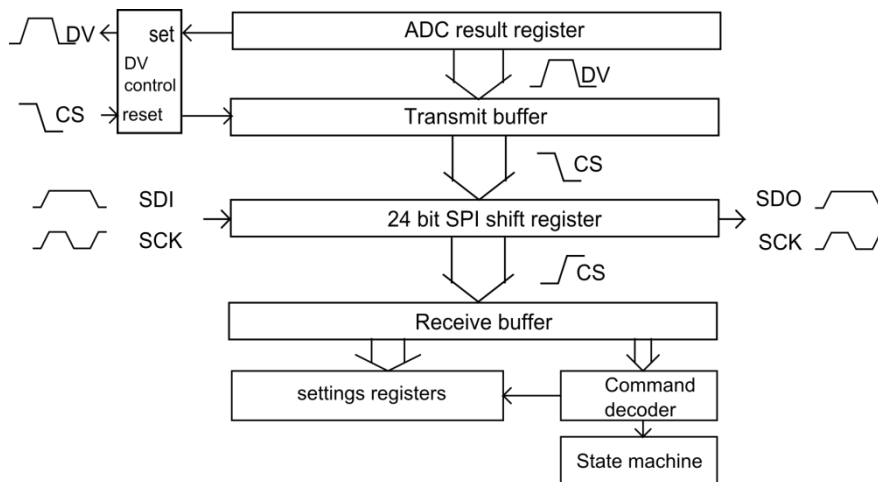 DV
set
ADC result register
DV
control
DV
CS
reset
Transmit buffer
CS
SDI
SDO
24 bit SPI shift register
SCK
SCK
CS
Receive buffer
settings registers
Command
decoder
State machine